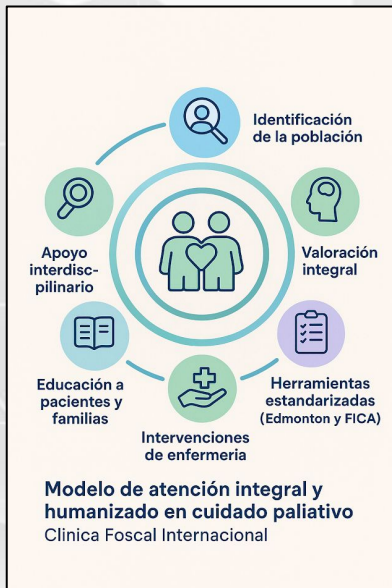 Identificación
de la población
Valoración
integral
Herramientas
estandarizadas
(Edmonton y FICA)
Intervenciones
de enfermeria
Educación a
pacientes y
familias
Apoyo
interdisc-
pilinario
Modelo de atención integral y
humanizado en cuidado paliativo
Clinica Foscal Internacional